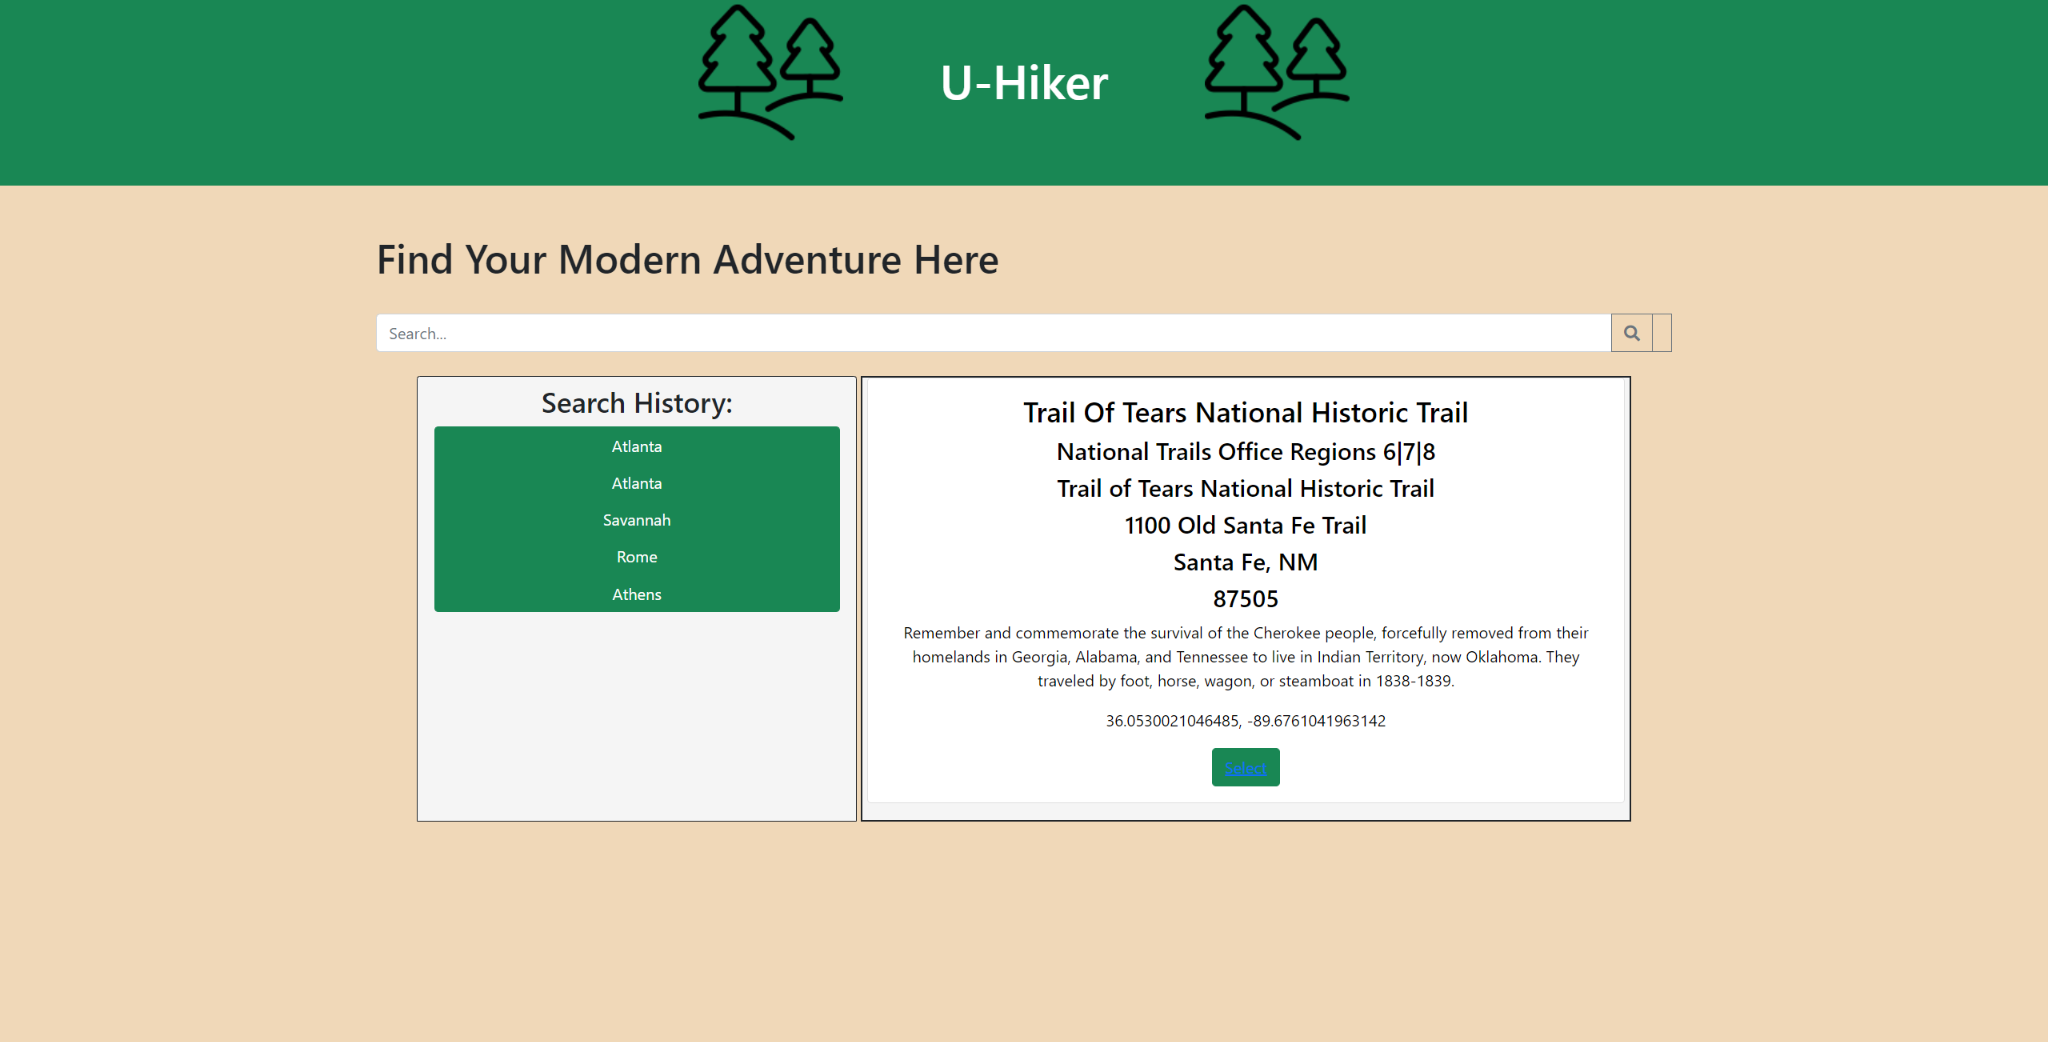 U-Hiker
Find Your Modern Adventure Here
Search...
Search History:
Atlanta
Atlanta
Savannah
Rome
Athens
Trail Of Tears National Historic Trail
National Trails Office Regions 6|7|8
Trail of Tears National Historic Trail
1100 Old Santa Fe Trail
Santa Fe, NM
87505
Remember and commemorate the survival of the Cherokee people, forcefully removed from their
homelands in Georgia, Alabama, and Tennessee to live in Indian Territory, now Oklahoma. They
traveled by foot, horse, wagon, or steamboat in 1838-1839.
36.0530021046485, -89.6761041963142
Select